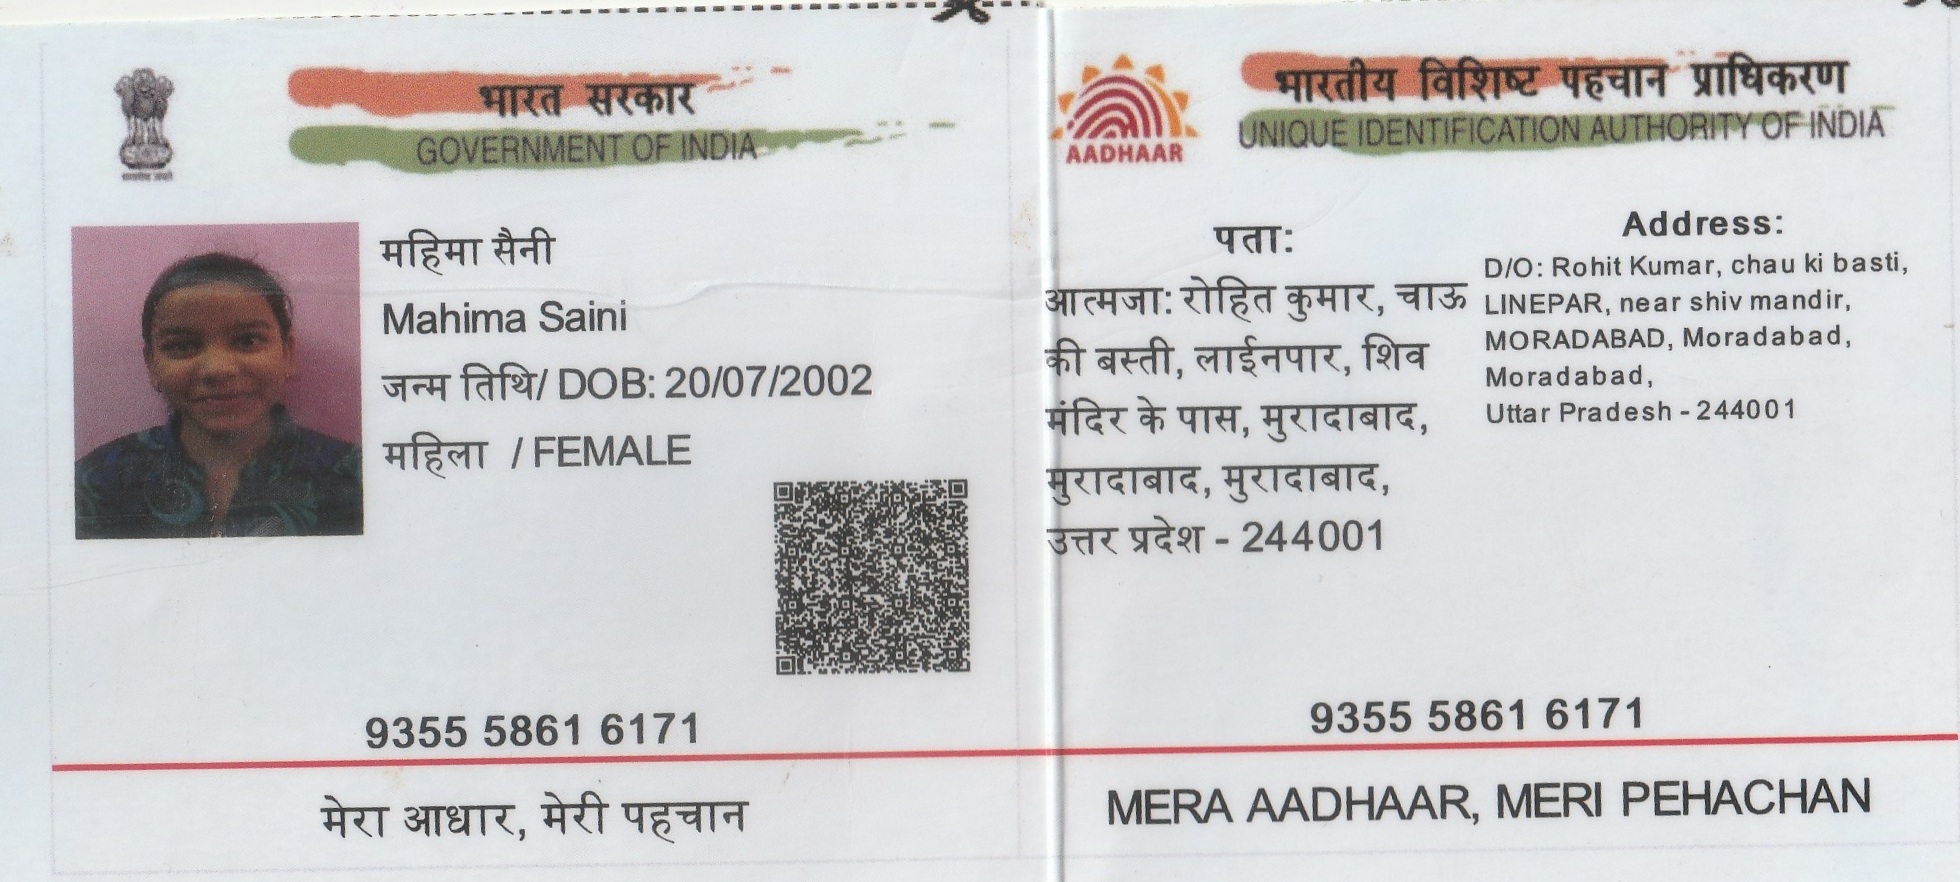 भारत सरकार
GOVERNMENT OF INDIA
महिमा सैनी
Mahima Saini
जन्म तिथि/ DOB: 20/07/2002
महिला / FEMALE
9355 5861 6171
मेरा आधार, मेरी पहचान
AADHAAR
भारतीय विशिष्ट पहचान प्राधिकरण
UNIQUE IDENTIFICATION AUTHORITY OF INDIA
पता:
आत्मजा: रोहित कुमार, चाऊ
की बस्ती, लाईनपार, शिव
मंदिर के पास, मुरादाबाद,
मुरादाबाद, मुरादाबाद,
उत्तर प्रदेश - 244001
Address:
D/O: Rohit Kumar, chau ki basti,
LINEPAR, near shiv mandir,
MORADABAD, Moradabad,
Moradabad,
Uttar Pradesh - 244001
9355 5861 6171
MERA AADHAAR, MERI PEHACHAN